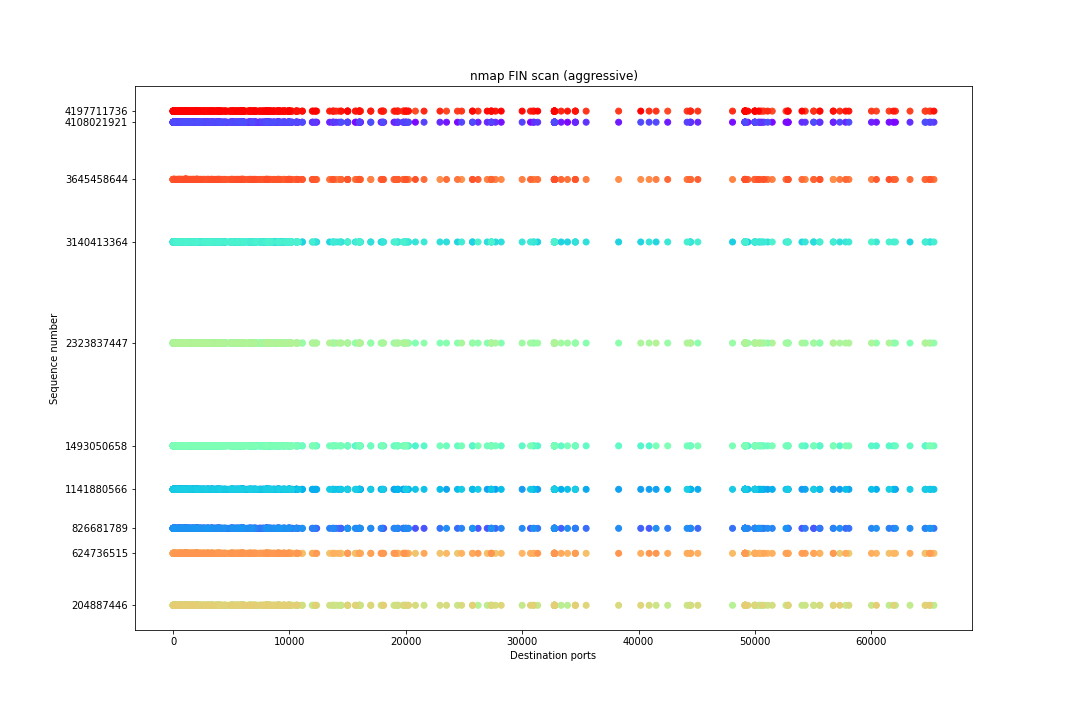 nmap FIN scan (aggressive)
4197711736
4108021921
3645458644
3140413364
2323837447
1493050658
1141880566
826681789
624736515
204887446
Sequence number
0 10000 20000 30000 40000 50000 60000
Destination ports